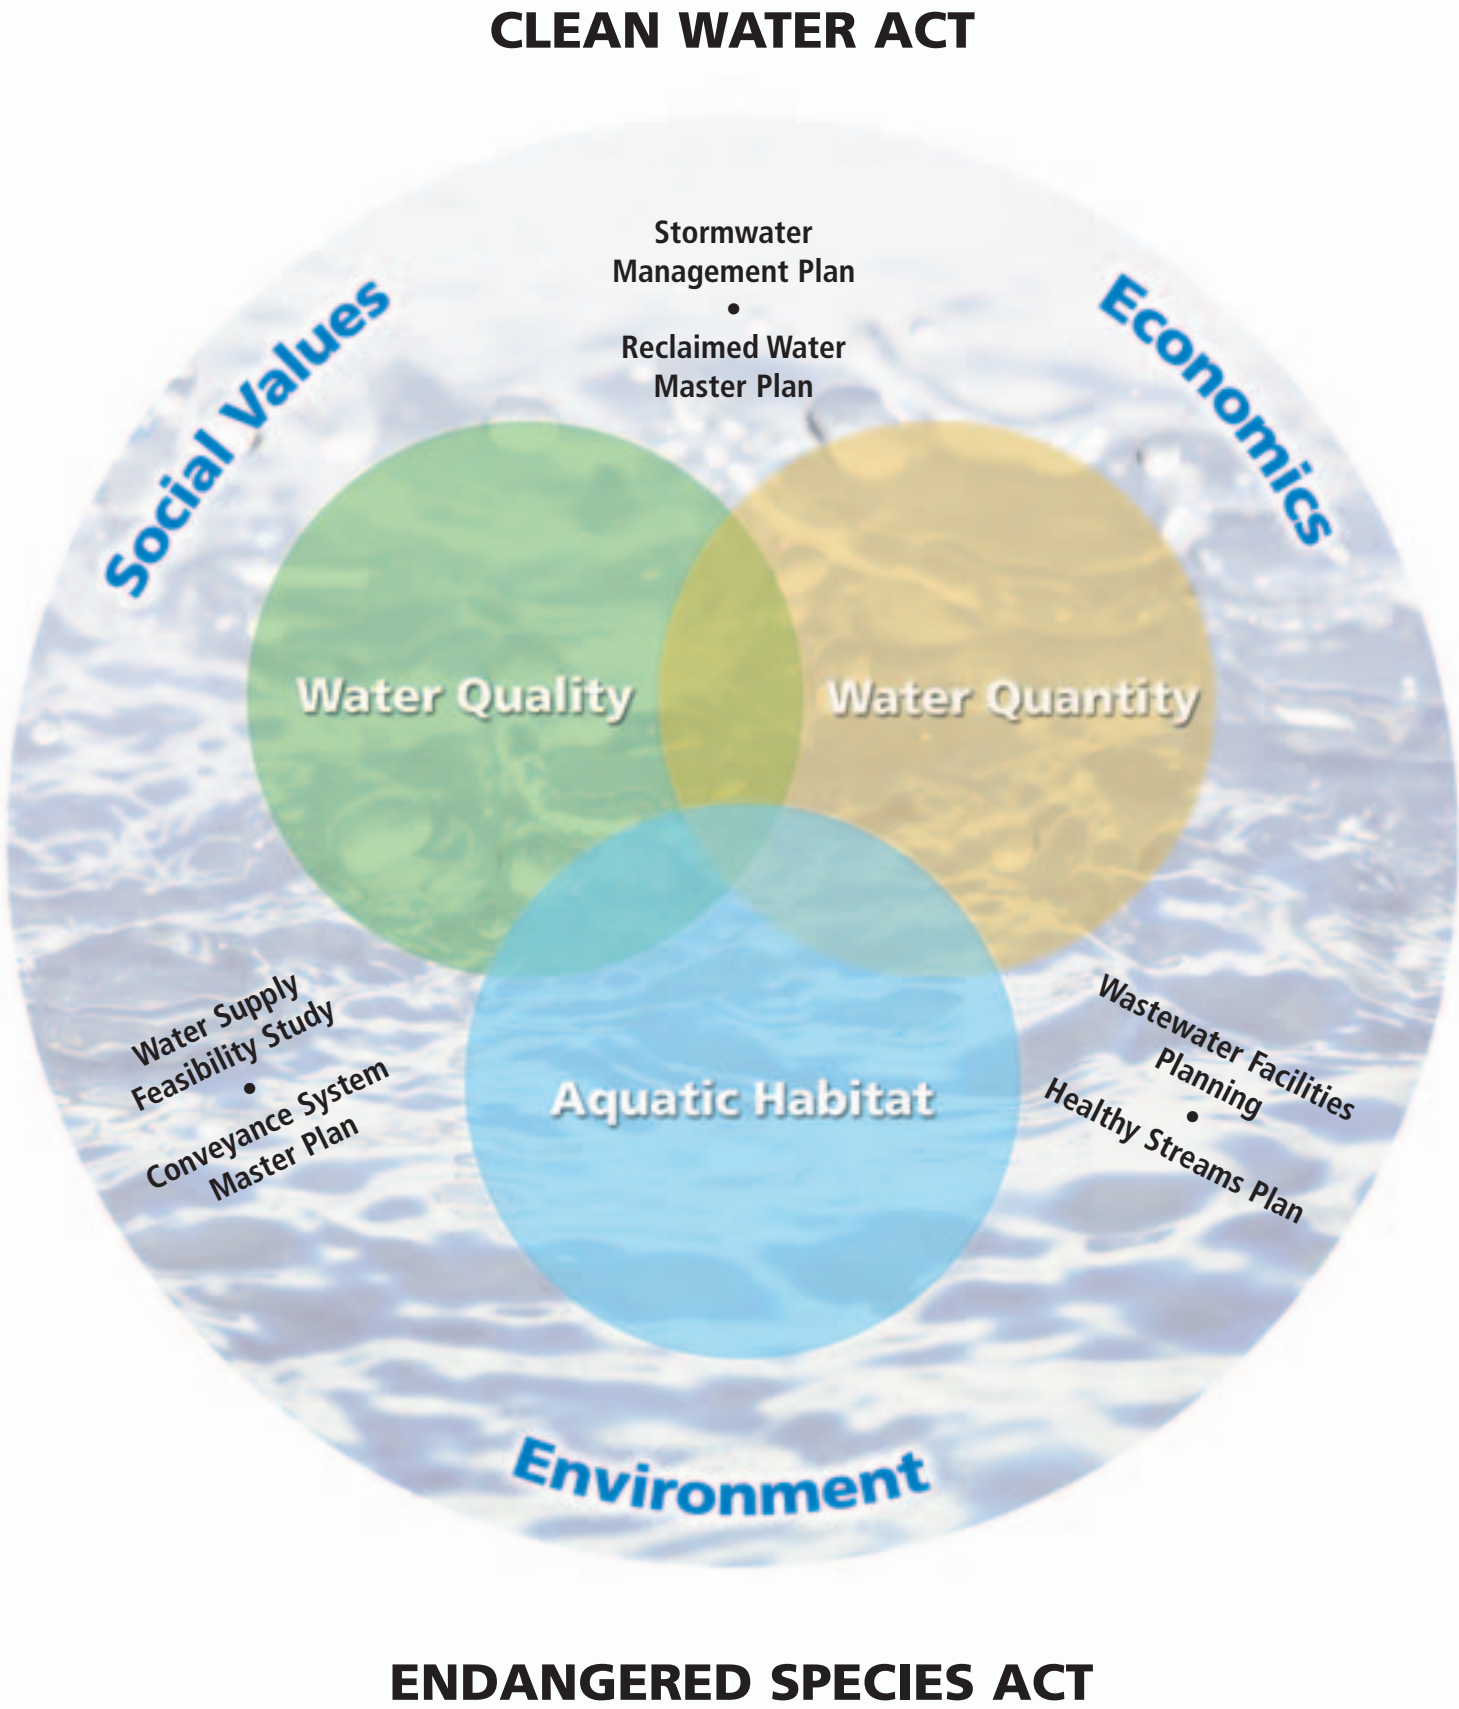 CLEAN WATER ACT
Stormwater
Management Plan
•
Reclaimed Water
Master Plan
Social Values
Economics
Water Quality
Water Quantity
Aquatic Habitat
Water Supply
Feasibility Study
•
Conveyance System
Master Plan
Wastewater Facilities
Planning
•
Healthy Streams Plan
Environment
ENDANGERED SPECIES ACT